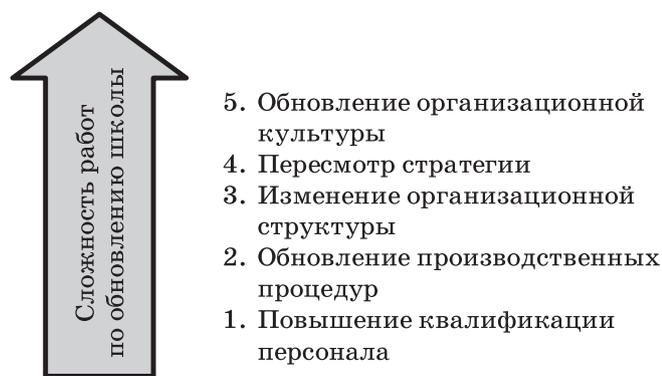 Сложность работ
по обновлению школы
5. Обновление организационной
культуры
4. Пересмотр стратегии
3. Изменение организационной
структуры
2. Обновление производственных
процедур
1. Повышение квалификации
персонала